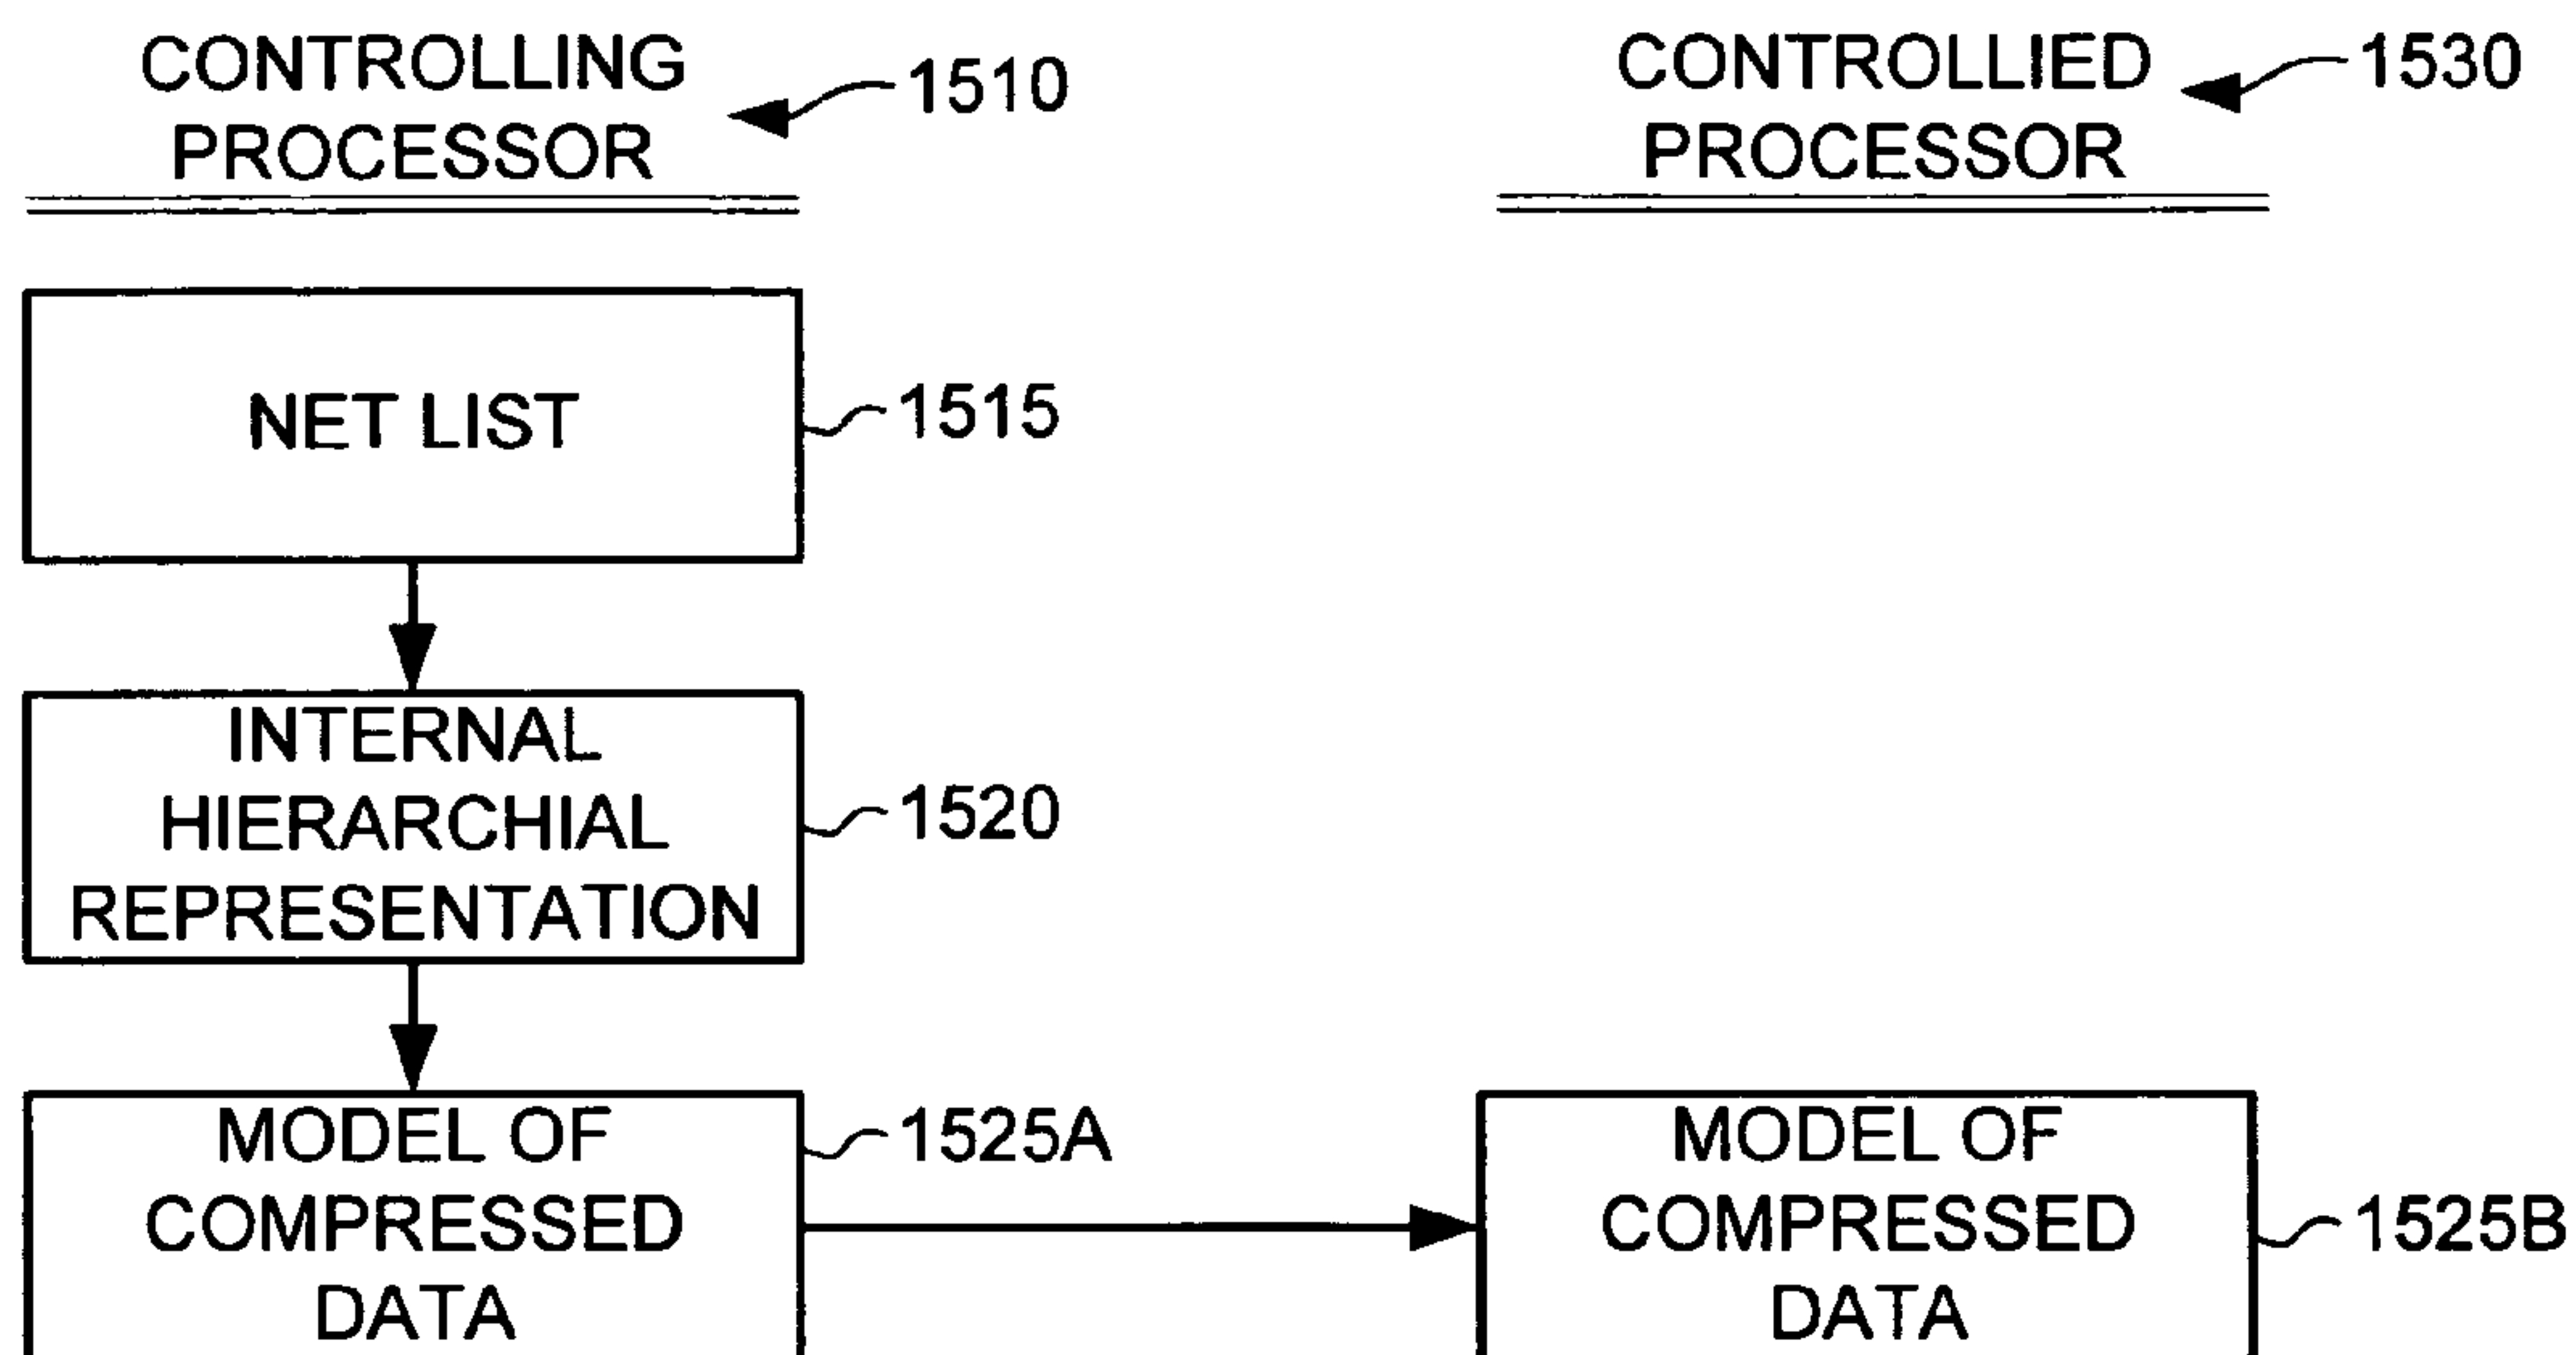 CONTROLLING
PROCESSOR
1510
CONTROLLIED
PROCESSOR
1530
NET LIST
1515
INTERNAL
HIERARCHIAL
REPRESENTATION
1520
MODEL OF
COMPRESSED
DATA
1525A
MODEL OF
COMPRESSED
DATA
1525B